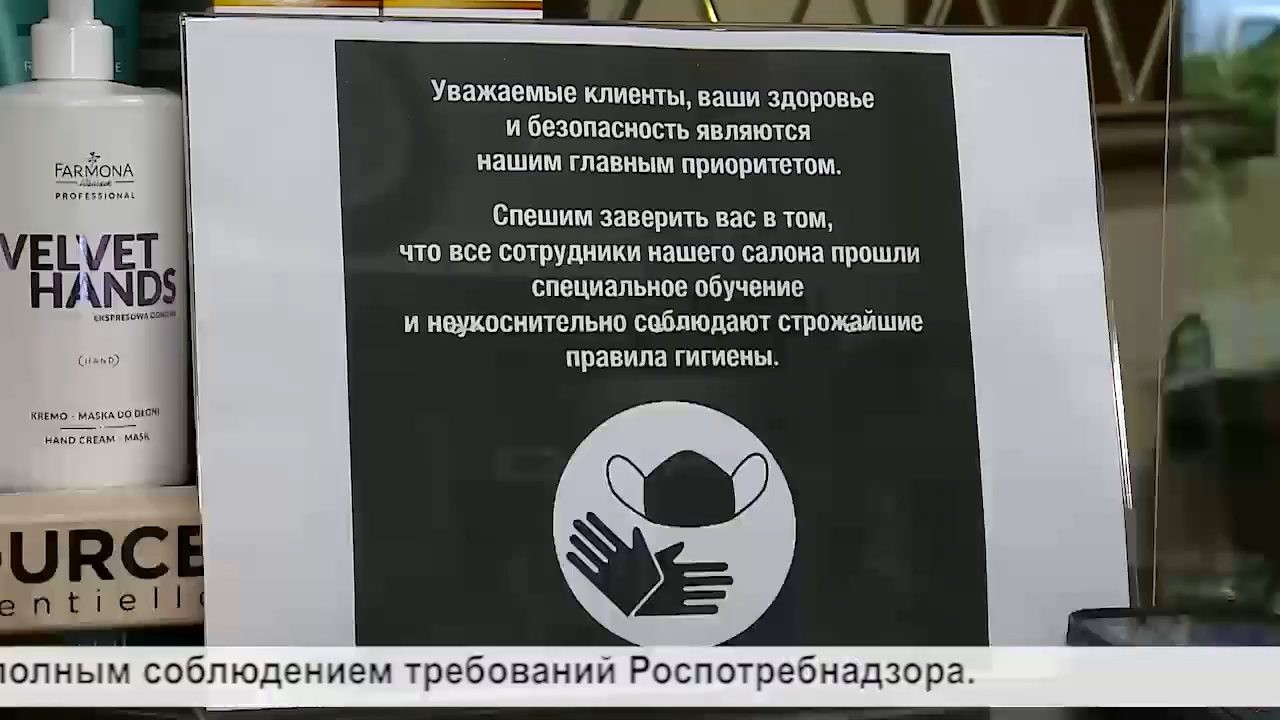 Уважаемые клиенты, ваши здоровье
и безопасность являются
нашим главным приоритетом.
Спешим заверить вас в том,
что все сотрудники нашего салона прошли
специальное обучение
и неукоснительно соблюдают строжайшие
правила гигиены.
FARMONA
PROFESSIONAL
VELVET
HANDS
EKSPRESOWA
(HAND)
KREMO - MASKA DO DŁONI
HAND CREAM - MASK
URCE
entielle
полным соблюдением требований Роспотребнадзора.